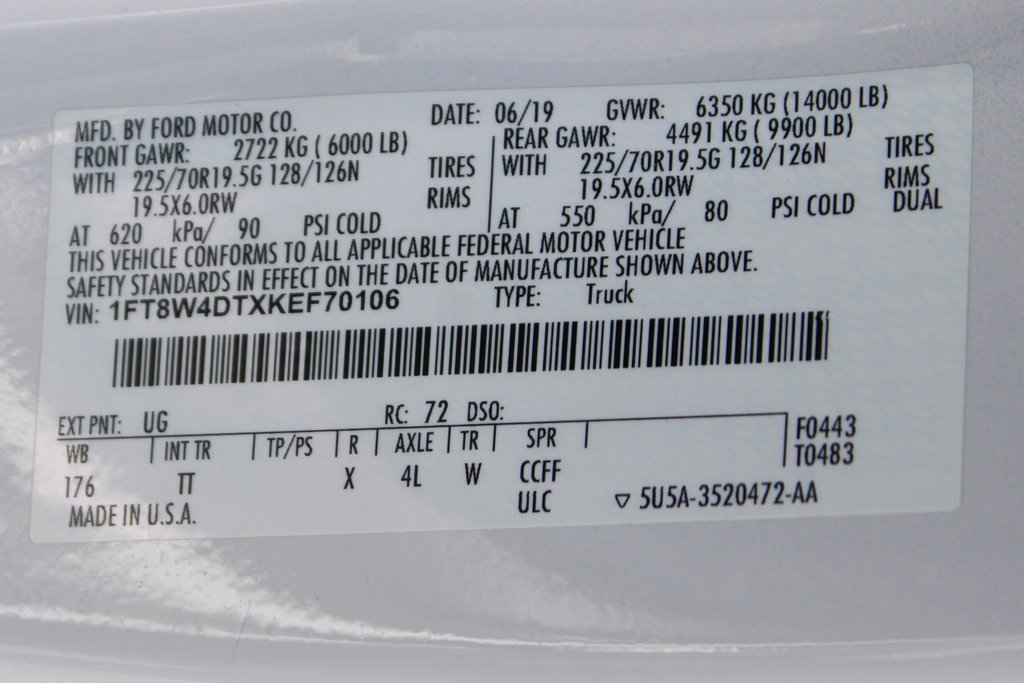 MFD. BY FORD MOTOR CO. DATE: 06/19 GVWR: 6350 KG (14000 LB)
FRONT GAWR: 2722 KG ( 6000 LB) REAR GAWR: 4491 KG ( 9900 LB)
WITH 225/70R19.5G 128/126N TIRES WITH 225/70R19.5G 128/126N TIRES
19.5X6.0RW RIMS 19.5X6.0RW RIMS
AT 620 kPa/ 90 PSI COLD AT 550 kPa/ 80 PSI COLD DUAL
THIS VEHICLE CONFORMS TO ALL APPLICABLE FEDERAL MOTOR VEHICLE
SAFETY STANDARDS IN EFFECT ON THE DATE OF MANUFACTURE SHOWN ABOVE.
VIN: 1FT8W4DTXKEF70106 TYPE: Truck
EXT PNT: UG RC: 72 DSO:
WB INT TR TP/PS R AXLE TR SPR F0443
T0483
176 TT X 4L W CCFF
MADE IN U.S.A. ULC ▽ 5U5A-3520472-AA